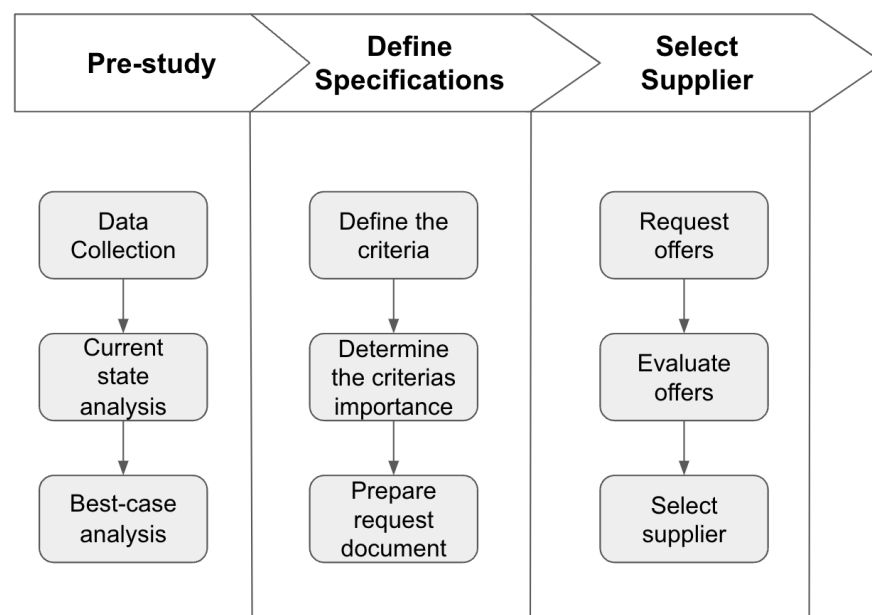 Pre-study
Define
Specifications
Select
Supplier
Data
Collection
Current
state
analysis
Best-case
analysis
Define the
criteria
Determine
the criterias
importance
Prepare
request
document
Request
offers
Evaluate
offers
Select
supplier